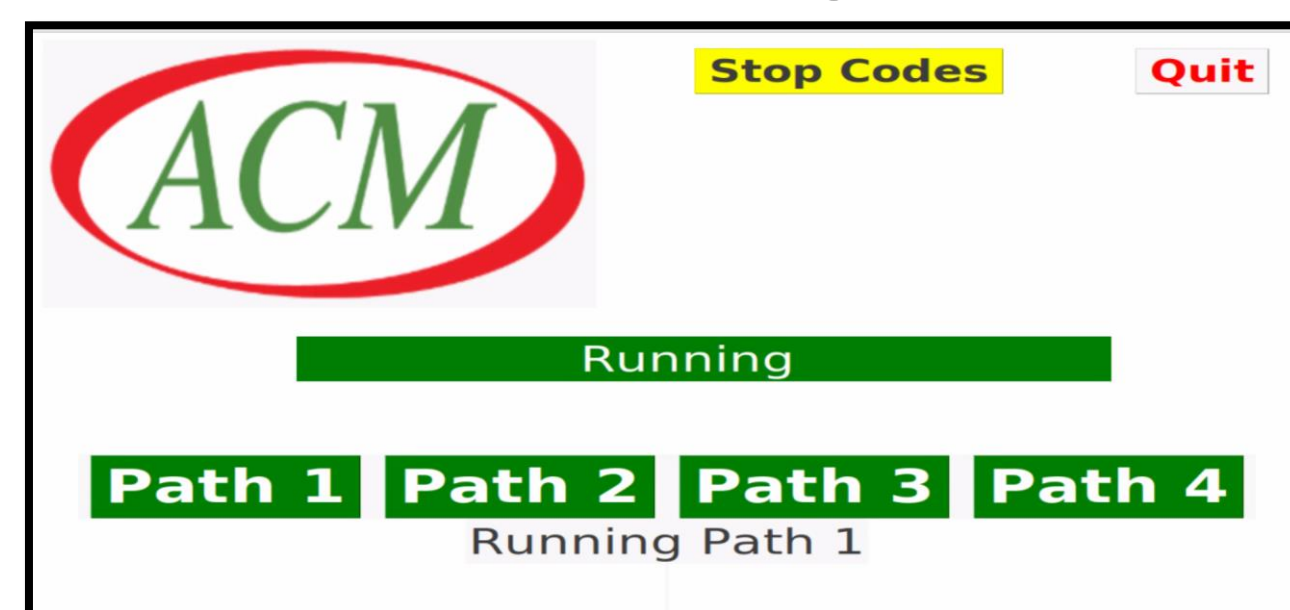 Stop Codes Quit
ACM
Running
Path 1 Path 2 Path 3 Path 4
Running Path 1